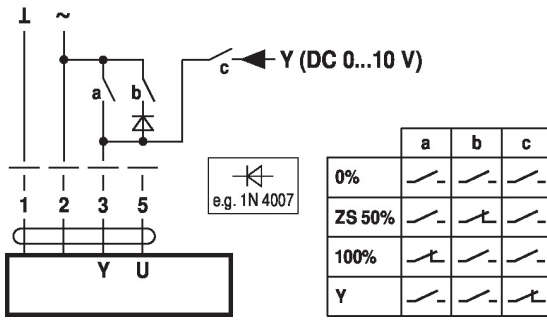 ⊥ ~
a b c Y (DC 0...10 V)
1 2 3 5
Y U
e.g. 1N 4007
a b c
0%
ZS 50%
100%
Y